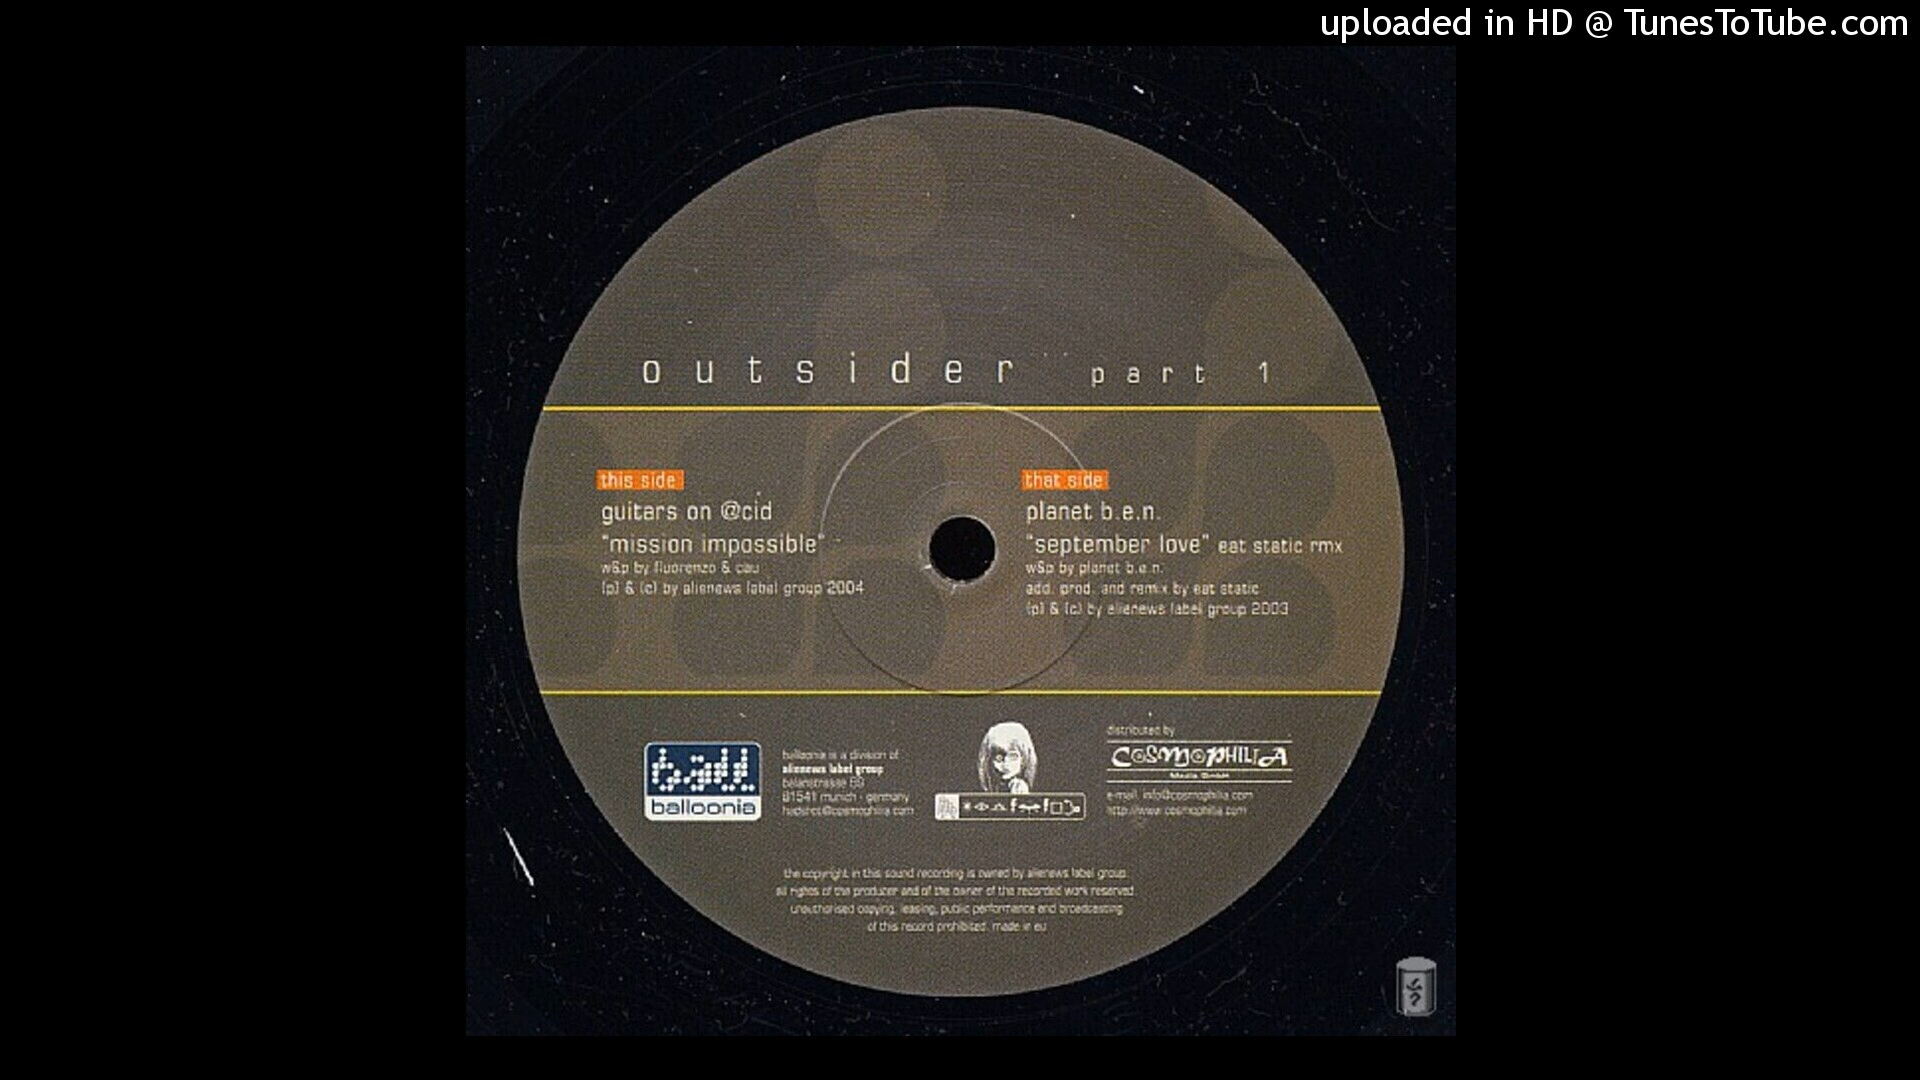 uploaded in HD @ TunesToTube.com
outsider part 1
this side
guitars on @cid
"mission impossible"
w&p by fluorenzo & cau
(p) & (c) by alienews label group 2004
that side
planet b.e.n.
"september love" eat static rmx
w&p by planet b.e.n.
add. prod. and remix by eat static
(p) & (c) by alienews label group 2003
ball
balloonia
balloonia is a division of
alienews label group
81541 munich - germany
distributed by
COSMOPHILIA
Media GmbH
e-mail: info@cosmophilia.com
http://www.cosmophilia.com
the copyright in this sound recording is owned by alienews label group.
all rights of the producer and of the owner of the recorded work reserved.
unauthorised copying, leasing, public performance and broadcasting
of this record prohibited. made in eu